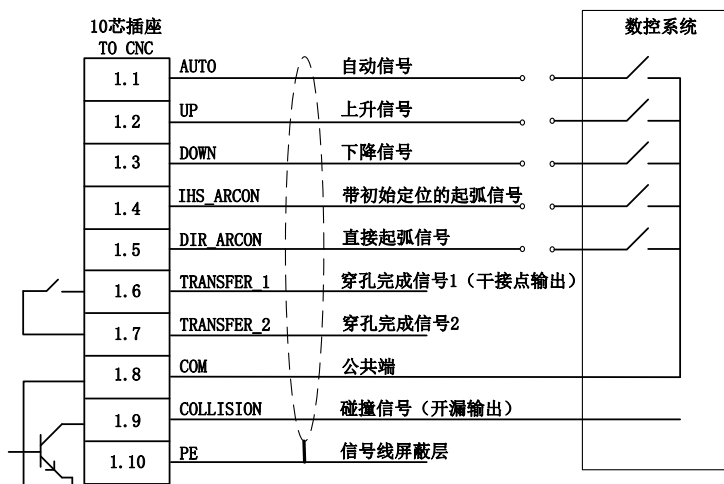 10芯插座
TO CNC
数控系统
1.1 AUTO 自动信号
1.2 UP 上升信号
1.3 DOWN 下降信号
1.4 IHS_ARCON 带初始定位的起弧信号
1.5 DIR_ARCON 直接起弧信号
1.6 TRANSFER_1 穿孔完成信号1（干接点输出）
1.7 TRANSFER_2 穿孔完成信号2
1.8 COM 公共端
1.9 COLLISION 碰撞信号（开漏输出）
1.10 PE 信号线屏蔽层